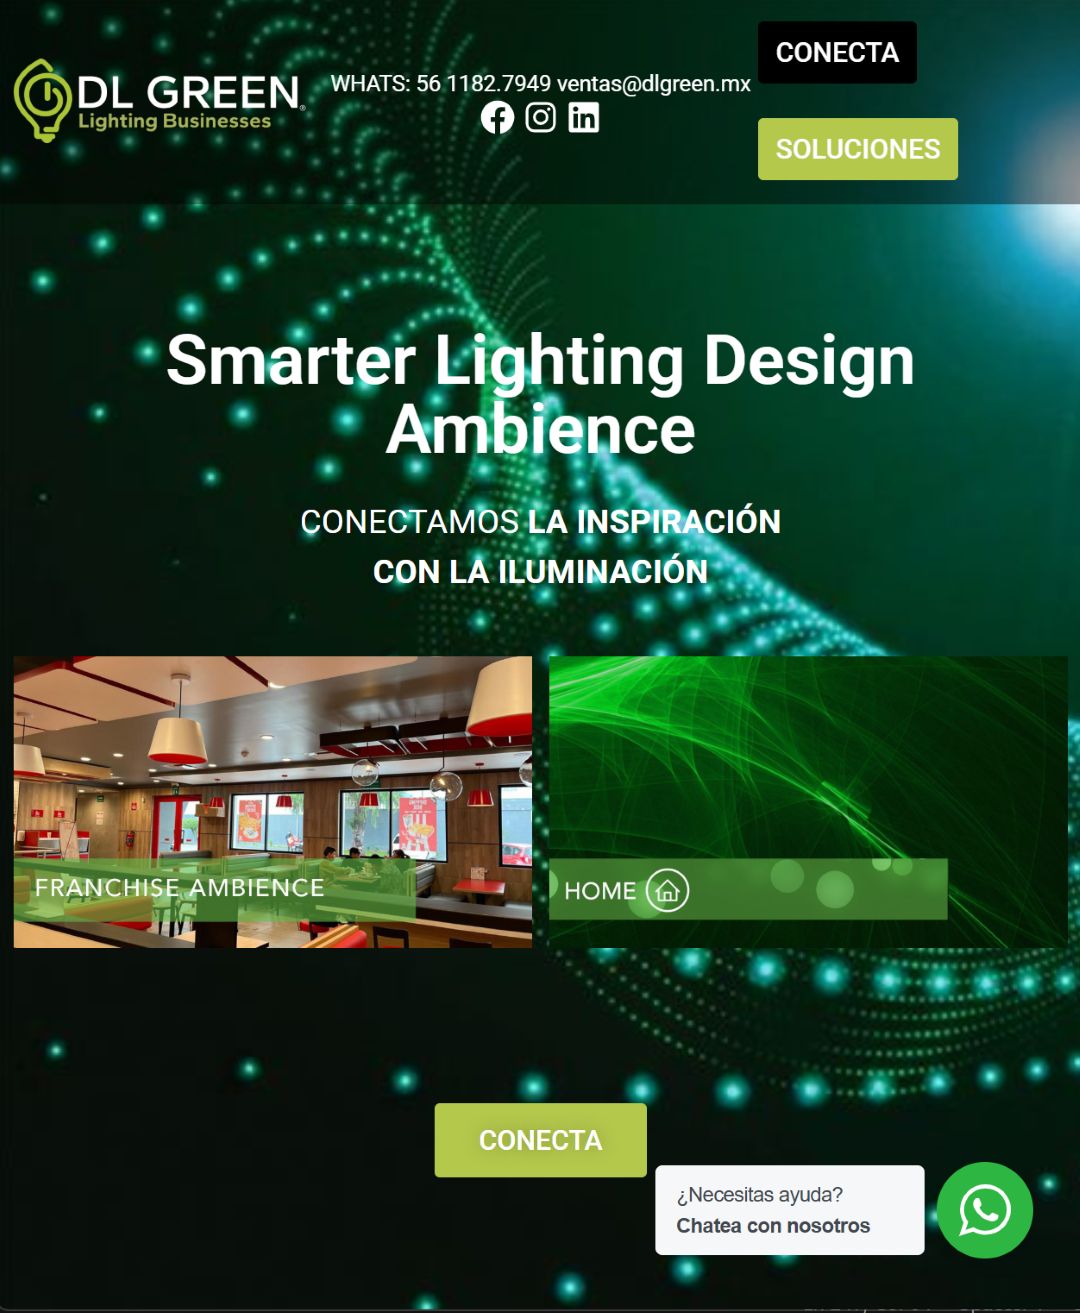 DL GREEN
Lighting Businesses
WHATS: 56 1182.7949 ventas@dlgreen.mx
CONECTA
SOLUCIONES
Smarter Lighting Design
Ambience
CONECTAMOS LA INSPIRACIÓN
CON LA ILUMINACIÓN
FRANCHISE AMBIENCE
HOME
CONECTA
¿Necesitas ayuda?
Chatea con nosotros